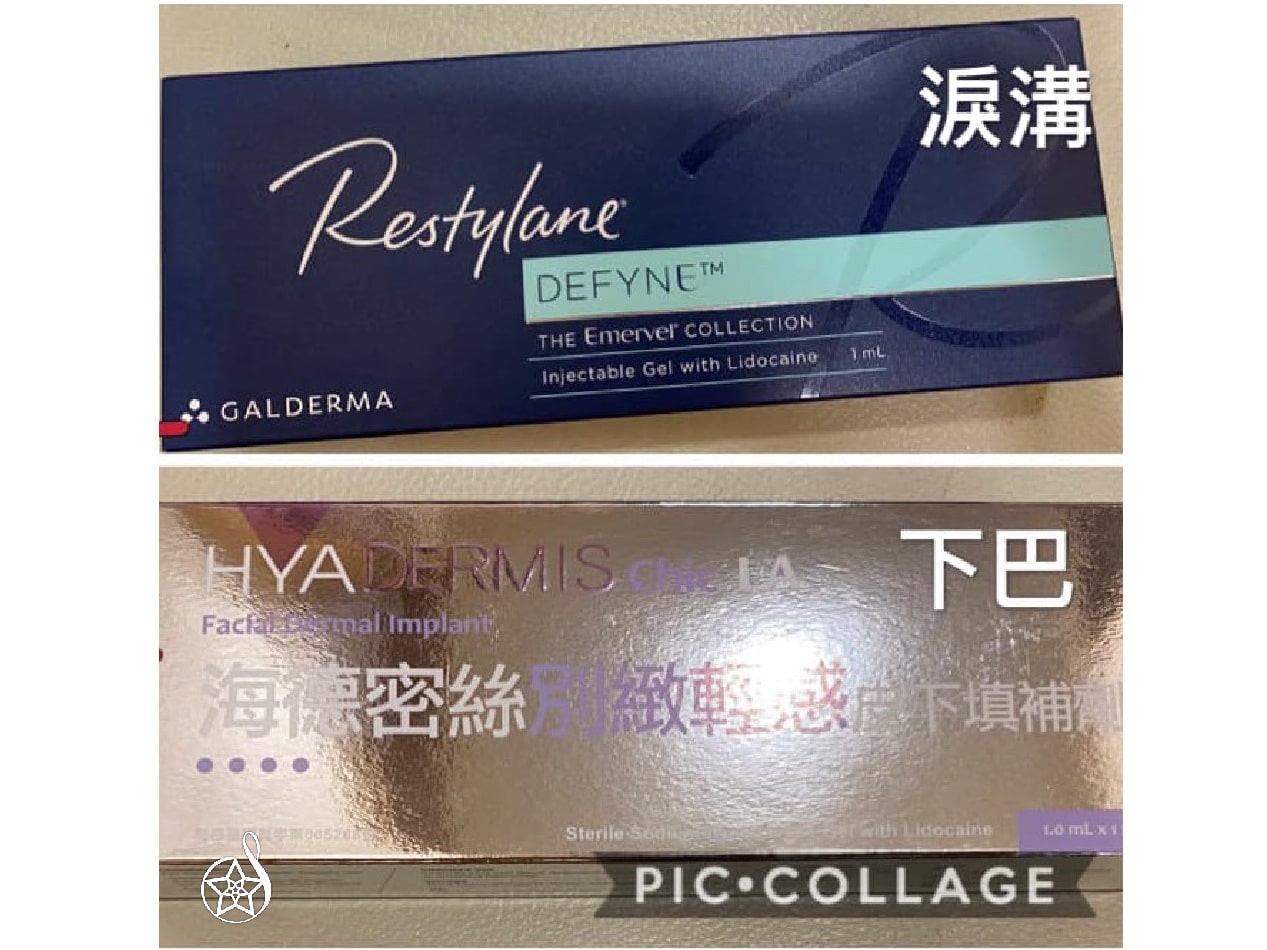 淚溝
Restylane
DEFYNE™
THE Emervel® COLLECTION
Injectable Gel with Lidocaine 1 mL
GALDERMA
下巴
HYADERMIS Chic LA
Facial Dermal Implant
海德密絲別緻輕感皮下填補劑
Sterile with Lidocaine
1.0 mL x 1
PIC•COLLAGE